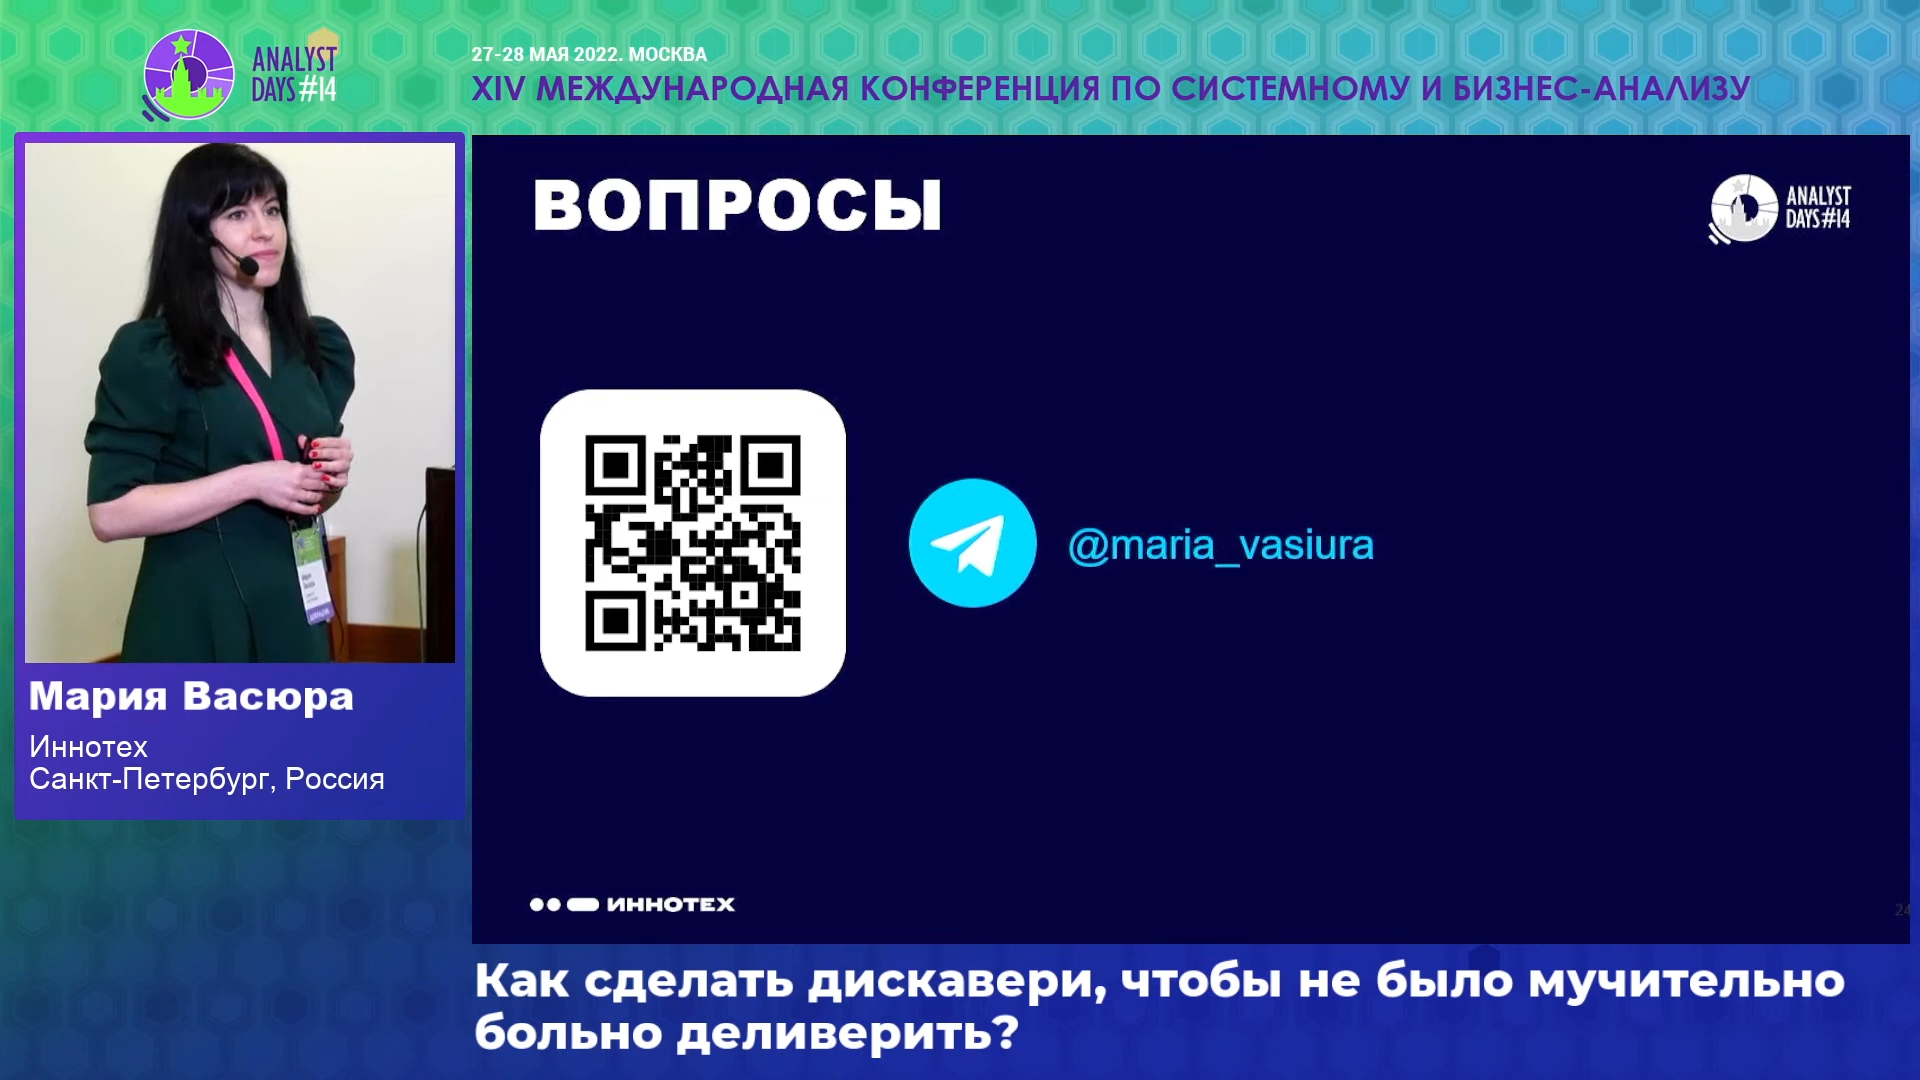 ANALYST
DAYS#14
27-28 МАЯ 2022. МОСКВА
XIV МЕЖДУНАРОДНАЯ КОНФЕРЕНЦИЯ ПО СИСТЕМНОМУ И БИЗНЕС-АНАЛИЗУ
ВОПРОСЫ
ANALYST
DAYS#14
@maria_vasiura
Мария Васюра
Иннотех
Санкт-Петербург, Россия
ИННОТЕХ
24
Как сделать дискавери, чтобы не было мучительно
больно деливерить?